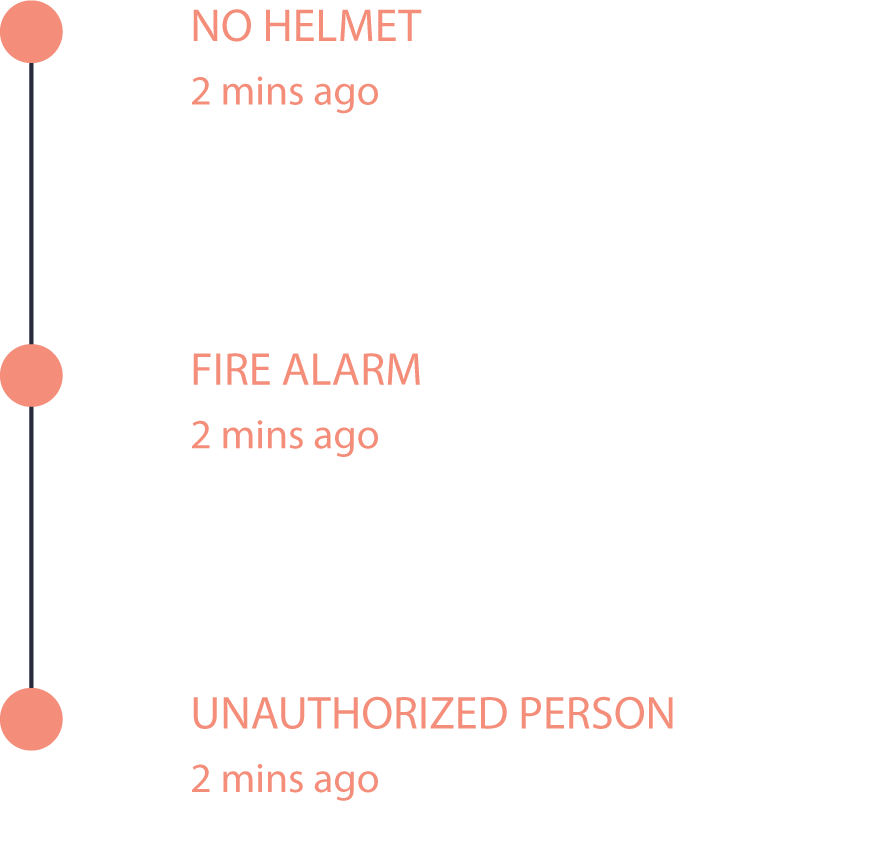 NO HELMET
2 mins ago
FIRE ALARM
2 mins ago
UNAUTHORIZED PERSON
2 mins ago